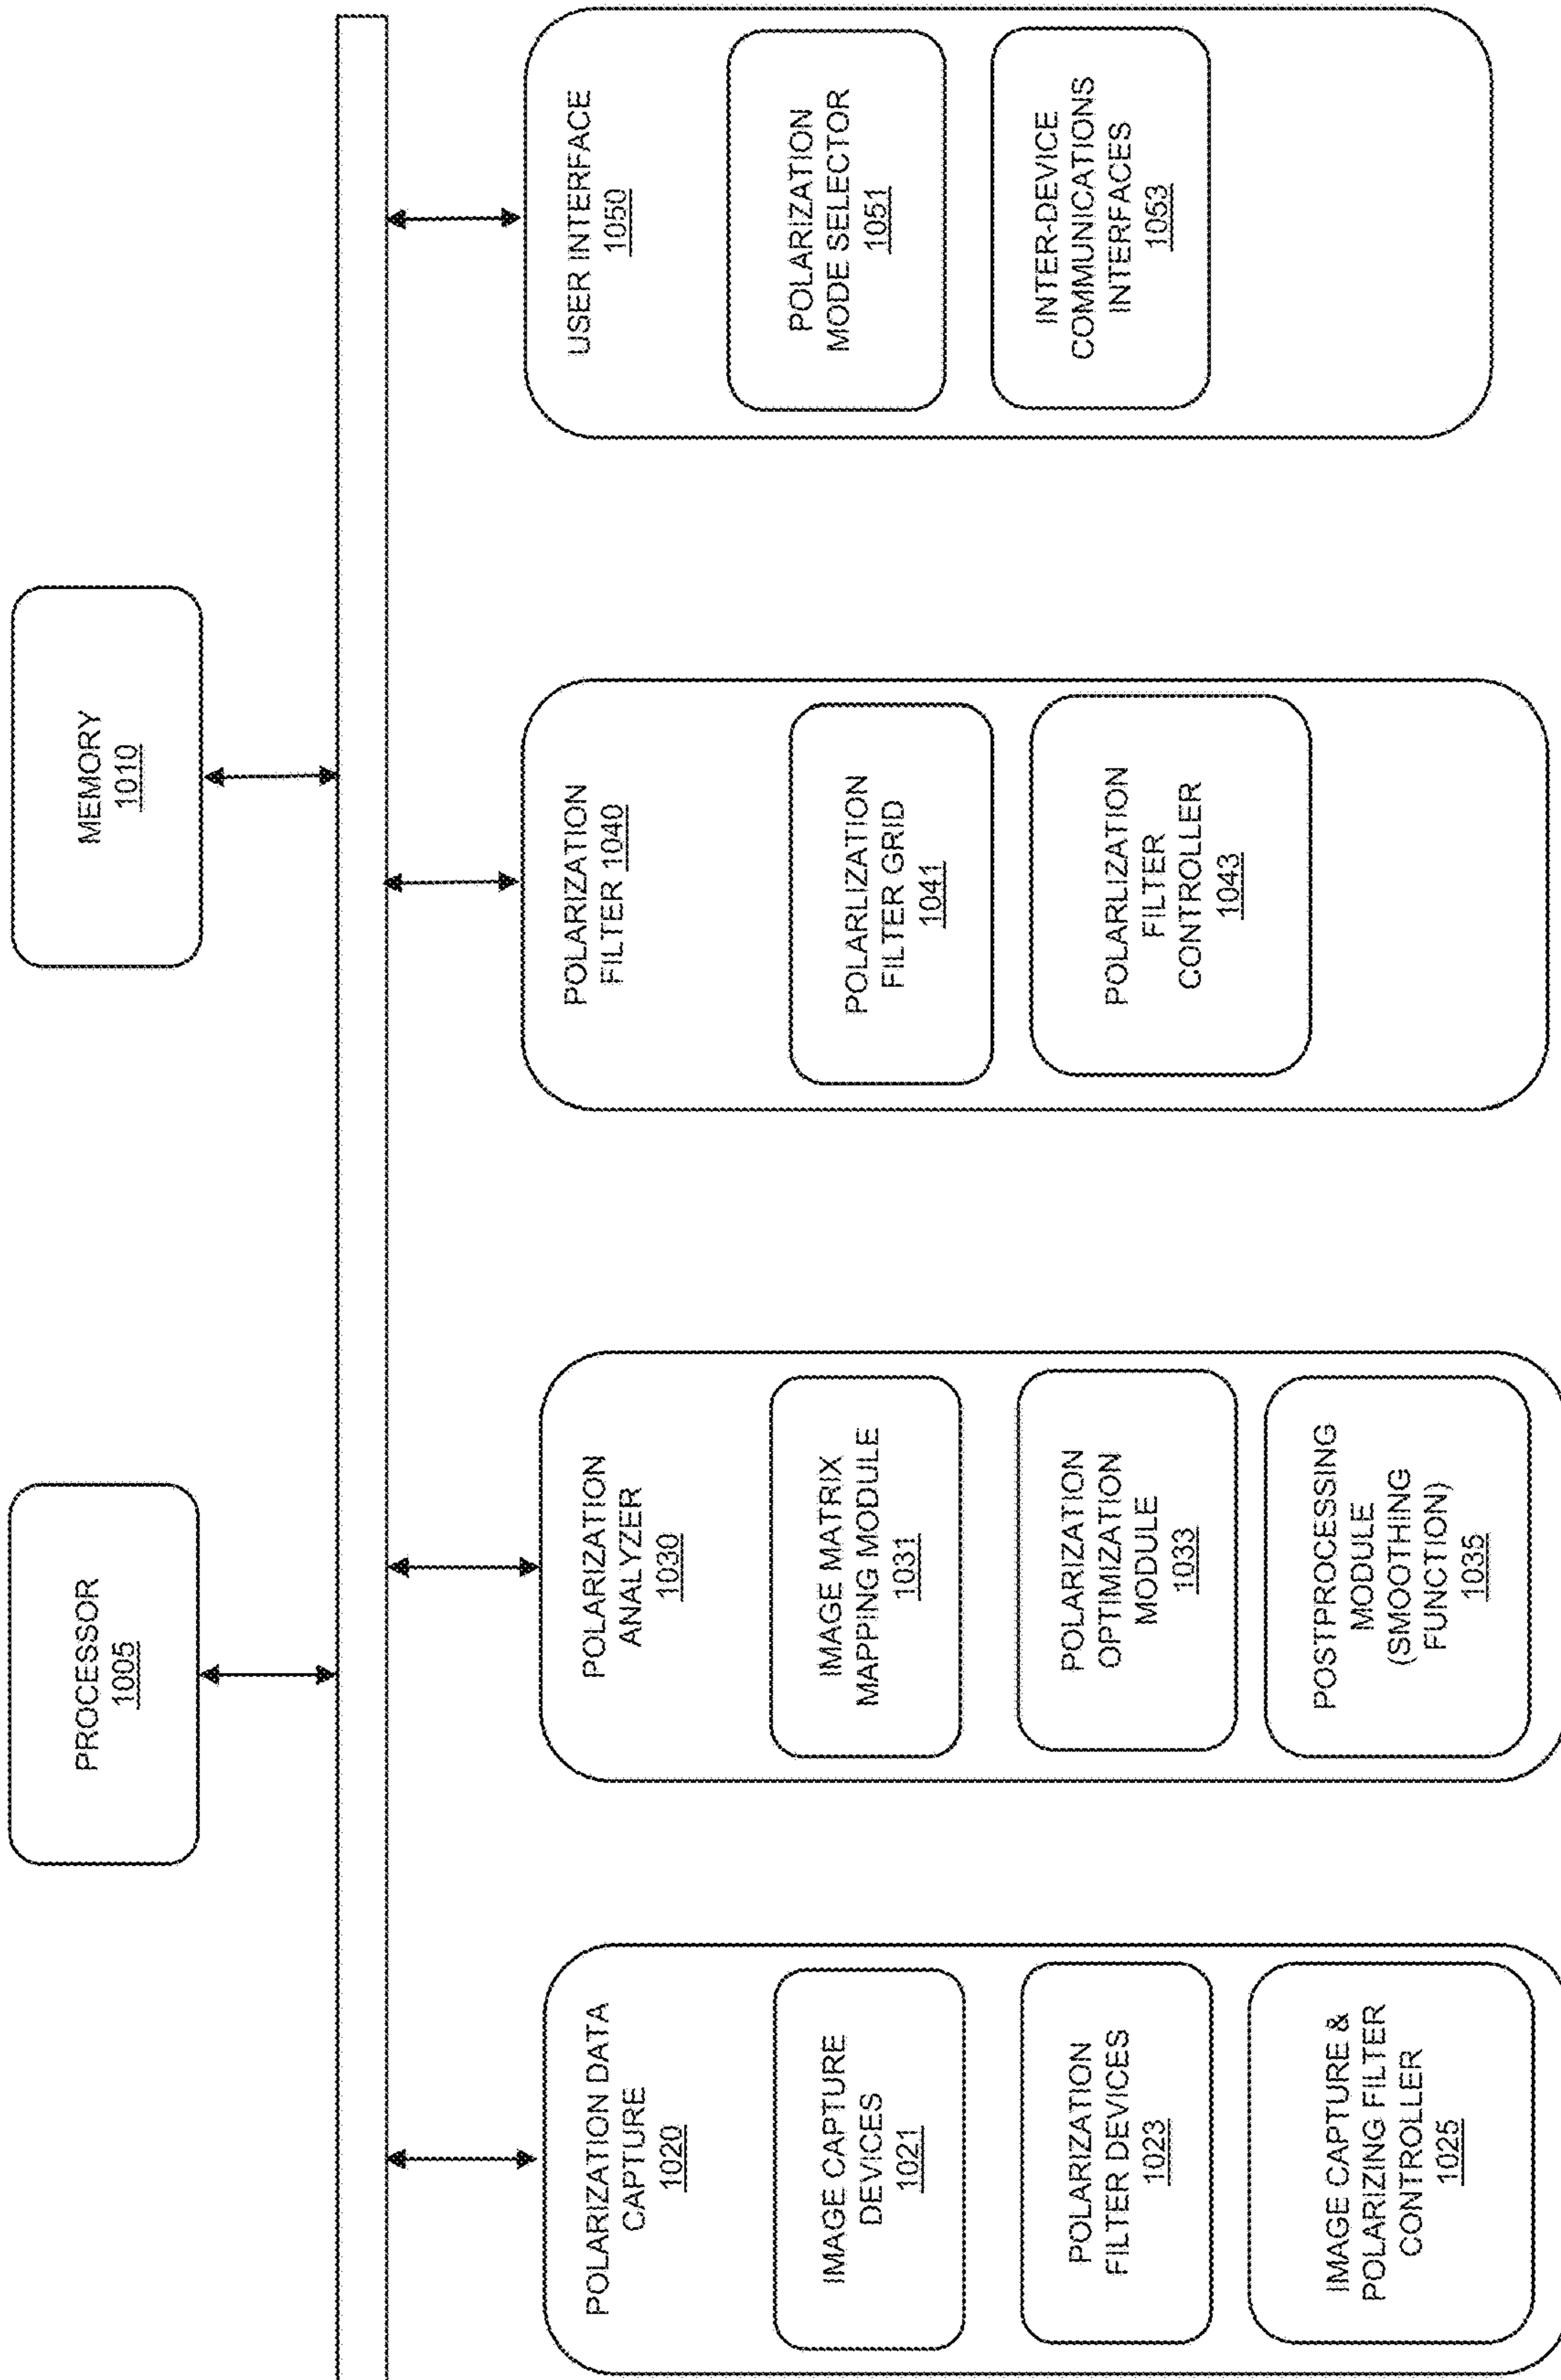 PROCESSOR
1005
MEMORY
1010
POLARIZATION DATA
CAPTURE
1020
IMAGE CAPTURE
DEVICES
1021
POLARIZATION
FILTER DEVICES
1023
IMAGE CAPTURE &
POLARIZING FILTER
CONTROLLER
1025
POLARIZATION
ANALYZER
1030
IMAGE MATRIX
MAPPING MODULE
1031
POLARIZATION
OPTIMIZATION
MODULE
1033
POSTPROCESSING
MODULE
(SMOOTHING
FUNCTION)
1035
POLARIZATION
FILTER 1040
POLARLIZATION
FILTER GRID
1041
POLARLIZATION
FILTER
CONTROLLER
1043
USER INTERFACE
1050
POLARIZATION
MODE SELECTOR
1051
INTER-DEVICE
COMMUNICATIONS
INTERFACES
1053